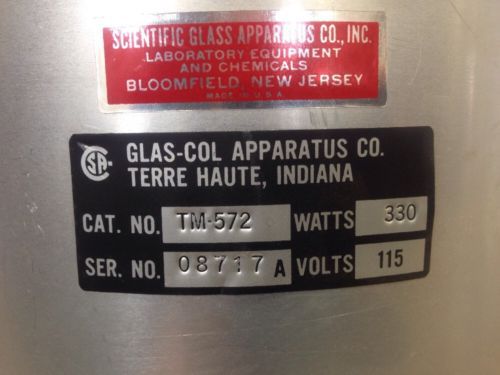 SCIENTIFIC GLASS APPARATUS CO., INC.
LABORATORY EQUIPMENT
AND CHEMICALS
BLOOMFIELD, NEW JERSEY
MADE IN U.S.A.
SA GLAS-COL APPARATUS CO.
TERRE HAUTE, INDIANA
CAT. NO. TM-572 WATTS 330
SER. NO. 08717 A VOLTS 115